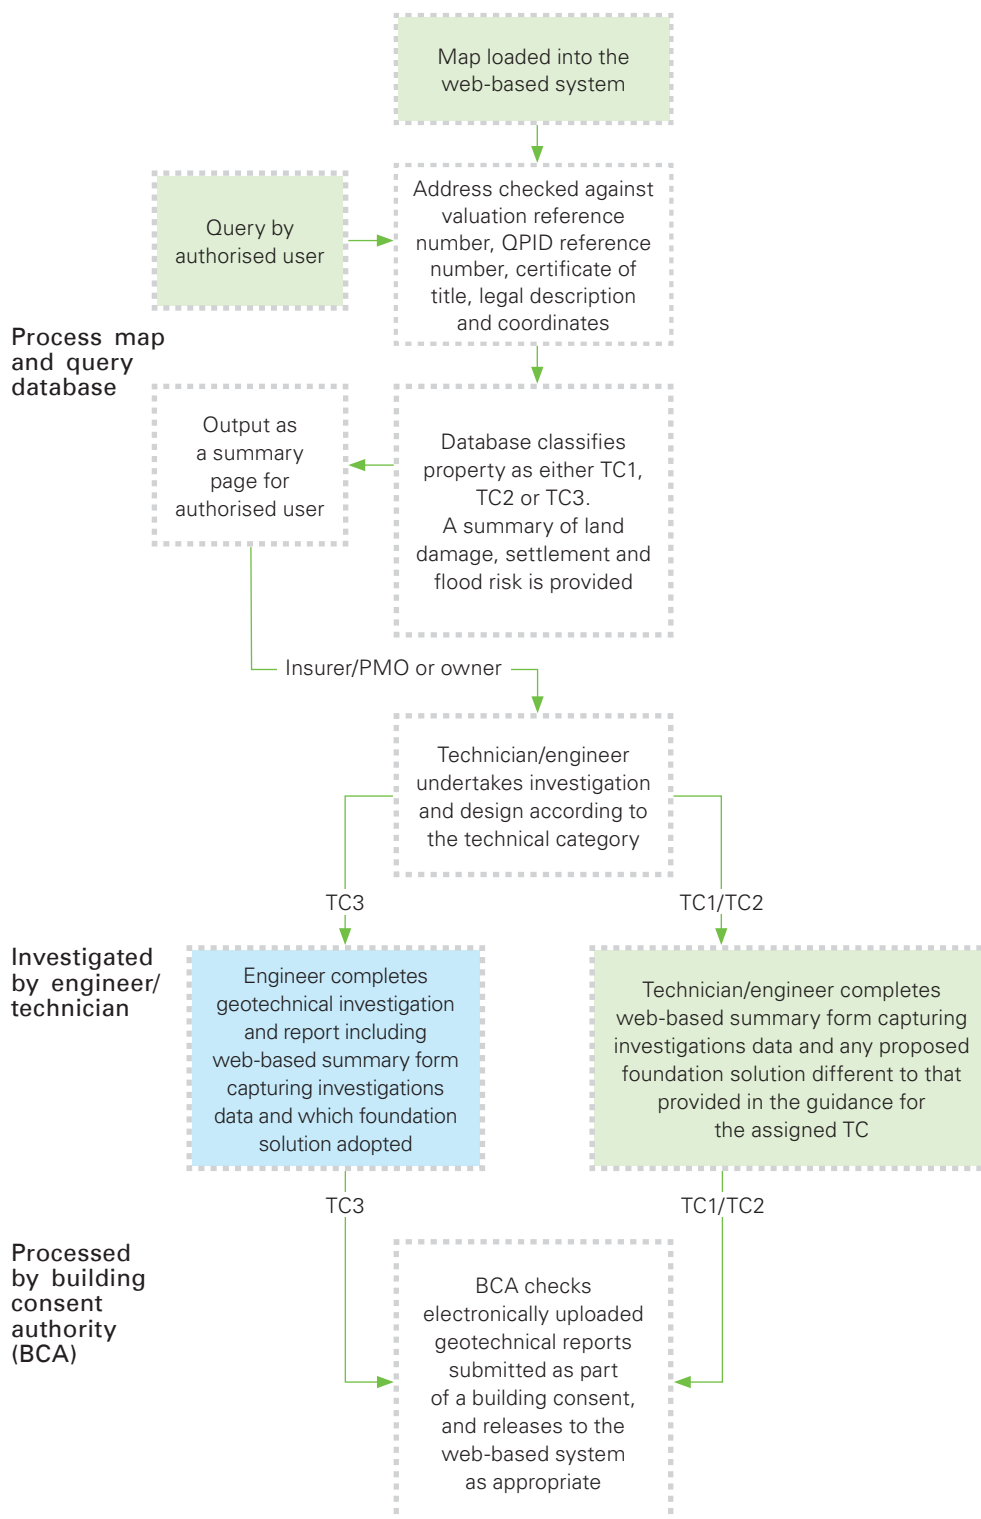 Map loaded into the
web-based system
Query by
authorised user
Address checked against
valuation reference
number, QPID reference
number, certificate of
title, legal description
and coordinates
Process map
and query
database
Output as
a summary
page for
authorised user
Database classifies
property as either TC1,
TC2 or TC3.
A summary of land
damage, settlement and
flood risk is provided
Insurer/PMO or owner
Technician/engineer
undertakes investigation
and design according to
the technical category
TC3
TC1/TC2
Investigated
by engineer/
technician
Engineer completes
geotechnical investigation
and report including
web-based summary form
capturing investigations
data and which foundation
solution adopted
Technician/engineer completes
web-based summary form capturing
investigations data and any proposed
foundation solution different to that
provided in the guidance for
the assigned TC
TC3
TC1/TC2
Processed
by building
consent
authority
(BCA)
BCA checks
electronically uploaded
geotechnical reports
submitted as part
of a building consent,
and releases to the
web-based system
as appropriate